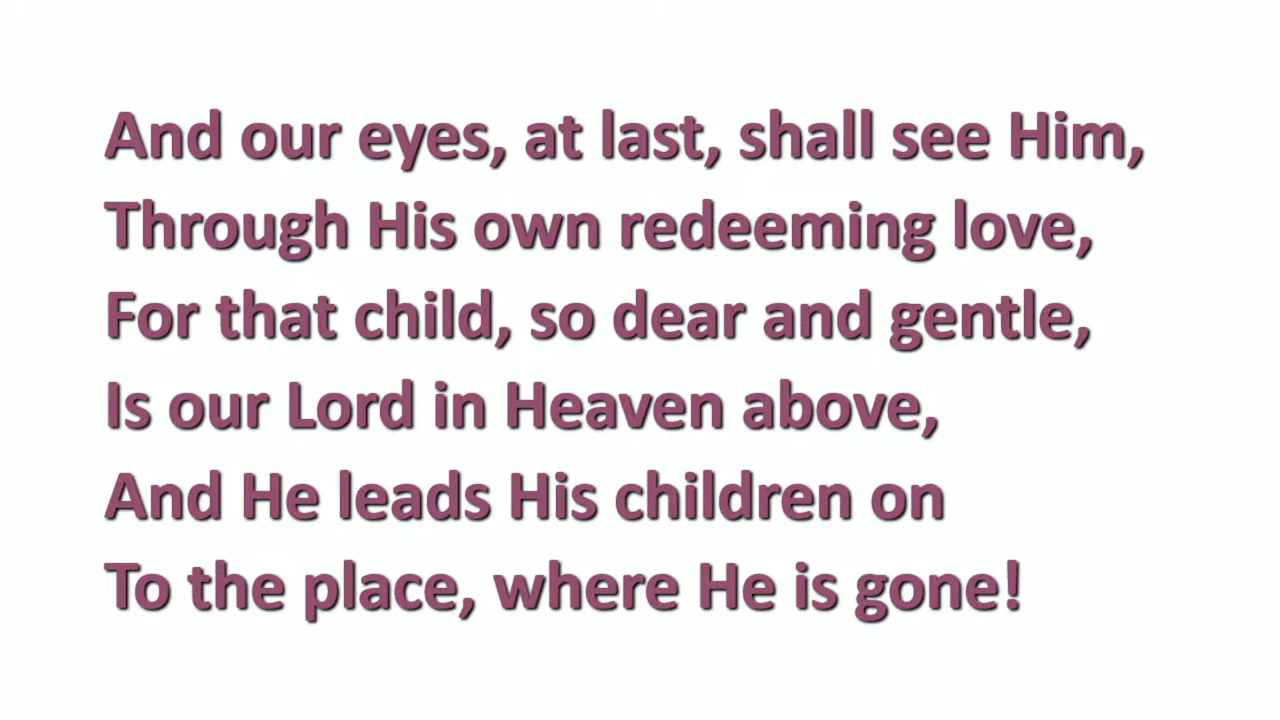 And our eyes, at last, shall see Him,
Through His own redeeming love,
For that child, so dear and gentle,
Is our Lord in Heaven above,
And He leads His children on
To the place, where He is gone!